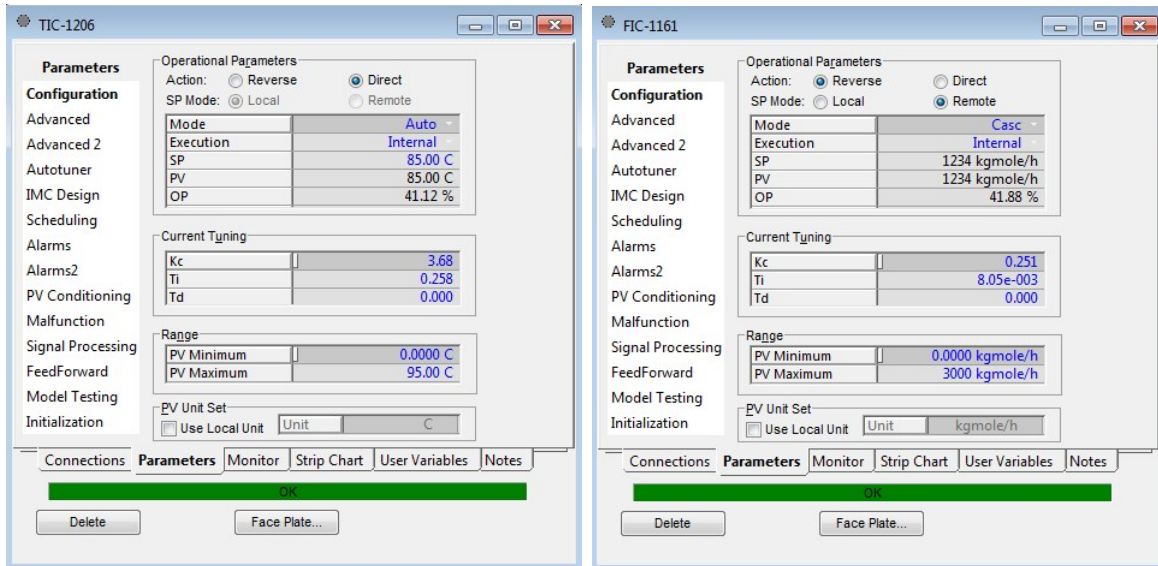 TIC-1206
Parameters
Configuration
Advanced
Advanced 2
Autotuner
IMC Design
Scheduling
Alarms
Alarms2
PV Conditioning
Malfunction
Signal Processing
FeedForward
Model Testing
Initialization
Operational Parameters
Action: Reverse Direct
SP Mode: Local Remote
Mode Auto
Execution Internal
SP 85.00 C
PV 85.00 C
OP 41.12 %
Current Tuning
Kc 3.68
Ti 0.258
Td 0.000
Range
PV Minimum 0.0000 C
PV Maximum 95.00 C
PV Unit Set
Use Local Unit Unit C
Connections Parameters Monitor Strip Chart User Variables Notes
OK
Delete Face Plate...
FIC-1161
Parameters
Configuration
Advanced
Advanced 2
Autotuner
IMC Design
Scheduling
Alarms
Alarms2
PV Conditioning
Malfunction
Signal Processing
FeedForward
Model Testing
Initialization
Operational Parameters
Action: Reverse Direct
SP Mode: Local Remote
Mode Casc
Execution Internal
SP 1234 kgmole/h
PV 1234 kgmole/h
OP 41.88 %
Current Tuning
Kc 0.251
Ti 8.05e-003
Td 0.000
Range
PV Minimum 0.0000 kgmole/h
PV Maximum 3000 kgmole/h
PV Unit Set
Use Local Unit Unit kgmole/h
Connections Parameters Monitor Strip Chart User Variables Notes
OK
Delete Face Plate...